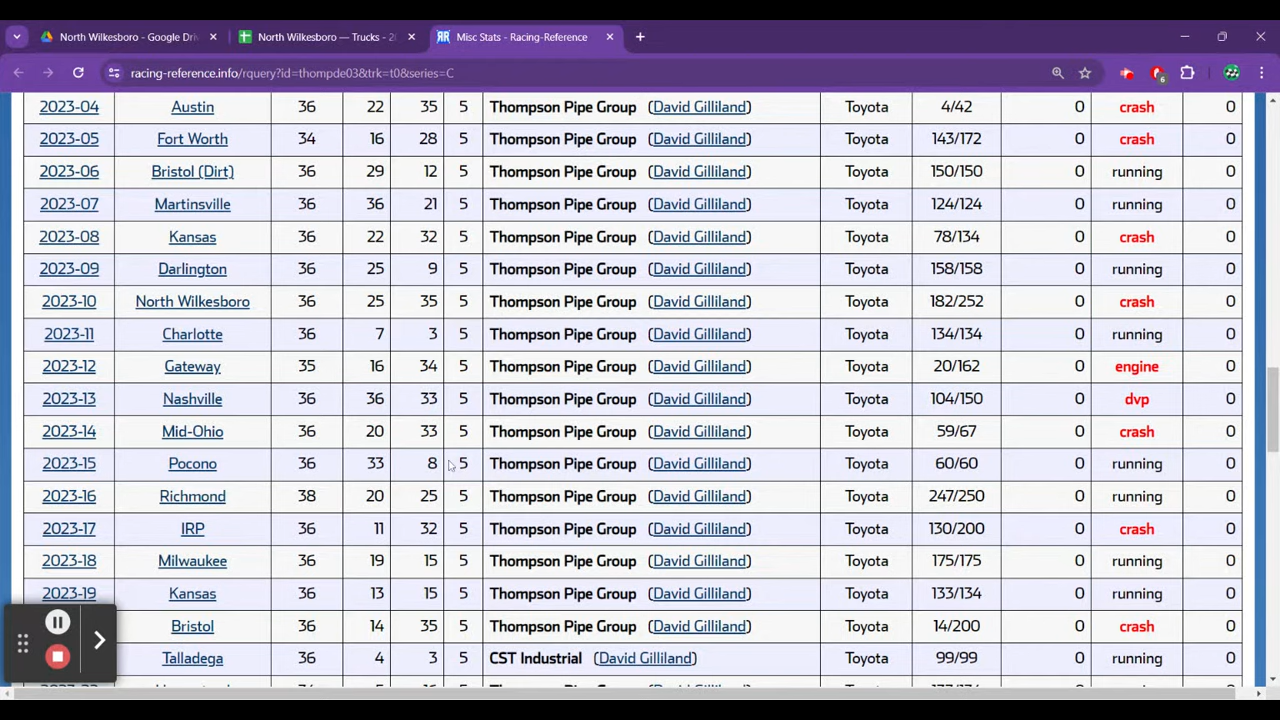 North Wilkesboro - Google Driv
North Wilkesboro — Trucks - 20
RR Misc Stats - Racing-Reference
racing-reference.info/rquery?id=thompde03&trk=t0&series=C
6
2023-04 Austin 36 22 35 5 Thompson Pipe Group (David Gilliland) Toyota 4/42 0 crash 0
2023-05 Fort Worth 34 16 28 5 Thompson Pipe Group (David Gilliland) Toyota 143/172 0 crash 0
2023-06 Bristol (Dirt) 36 29 12 5 Thompson Pipe Group (David Gilliland) Toyota 150/150 0 running 0
2023-07 Martinsville 36 36 21 5 Thompson Pipe Group (David Gilliland) Toyota 124/124 0 running 0
2023-08 Kansas 36 22 32 5 Thompson Pipe Group (David Gilliland) Toyota 78/134 0 crash 0
2023-09 Darlington 36 25 9 5 Thompson Pipe Group (David Gilliland) Toyota 158/158 0 running 0
2023-10 North Wilkesboro 36 25 35 5 Thompson Pipe Group (David Gilliland) Toyota 182/252 0 crash 0
2023-11 Charlotte 36 7 3 5 Thompson Pipe Group (David Gilliland) Toyota 134/134 0 running 0
2023-12 Gateway 35 16 34 5 Thompson Pipe Group (David Gilliland) Toyota 20/162 0 engine 0
2023-13 Nashville 36 36 33 5 Thompson Pipe Group (David Gilliland) Toyota 104/150 0 dvp 0
2023-14 Mid-Ohio 36 20 33 5 Thompson Pipe Group (David Gilliland) Toyota 59/67 0 crash 0
2023-15 Pocono 36 33 8 5 Thompson Pipe Group (David Gilliland) Toyota 60/60 0 running 0
2023-16 Richmond 38 20 25 5 Thompson Pipe Group (David Gilliland) Toyota 247/250 0 running 0
2023-17 IRP 36 11 32 5 Thompson Pipe Group (David Gilliland) Toyota 130/200 0 crash 0
2023-18 Milwaukee 36 19 15 5 Thompson Pipe Group (David Gilliland) Toyota 175/175 0 running 0
2023-19 Kansas 36 13 15 5 Thompson Pipe Group (David Gilliland) Toyota 133/134 0 running 0
Bristol 36 14 35 5 Thompson Pipe Group (David Gilliland) Toyota 14/200 0 crash 0
Talladega 36 4 3 5 CST Industrial (David Gilliland) Toyota 99/99 0 running 0